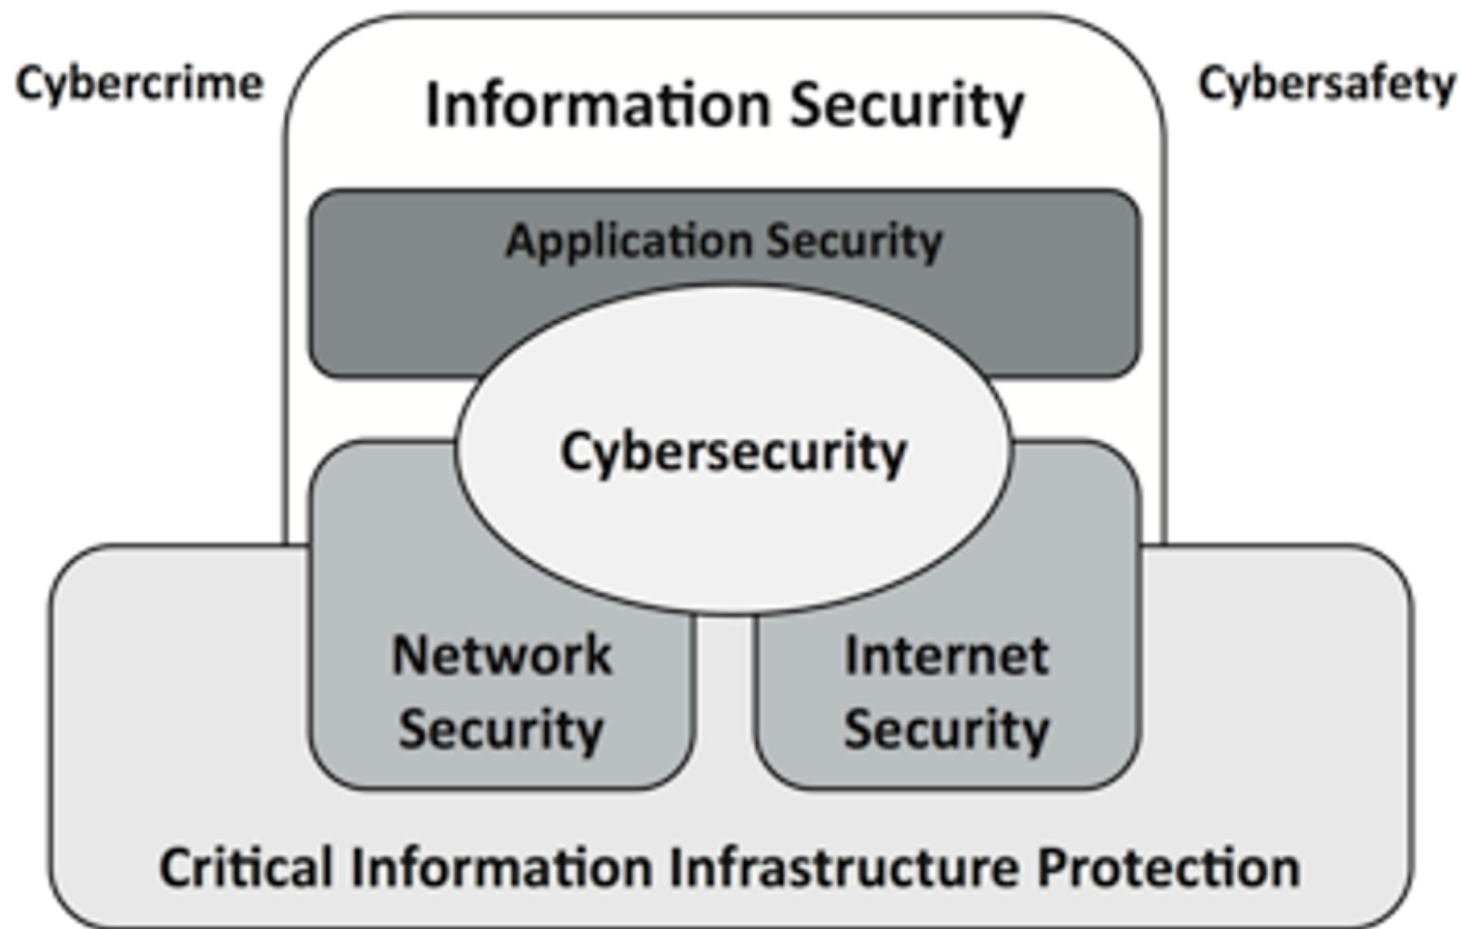 Cybercrime
Cybersafety
Information Security
Application Security
Cybersecurity
Network
Security
Internet
Security
Critical Information Infrastructure Protection